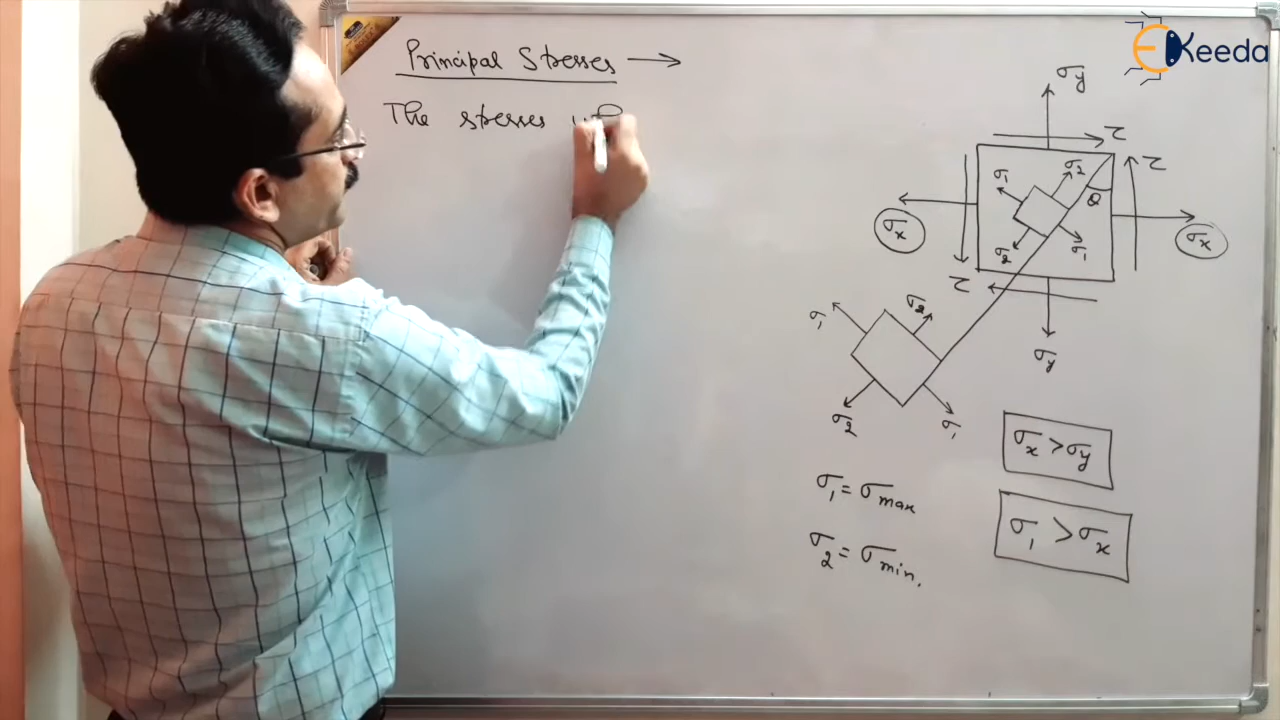 Principal Stresses →
The stresses
EKeeda
σy
τ
σ1 σ2
τ
θ
σx
σx
σ2 σ1
τ
σ1 σ2
σy
σ2 σ1
σx > σy
σ1 = σmax
σ1 > σx
σ2 = σmin.